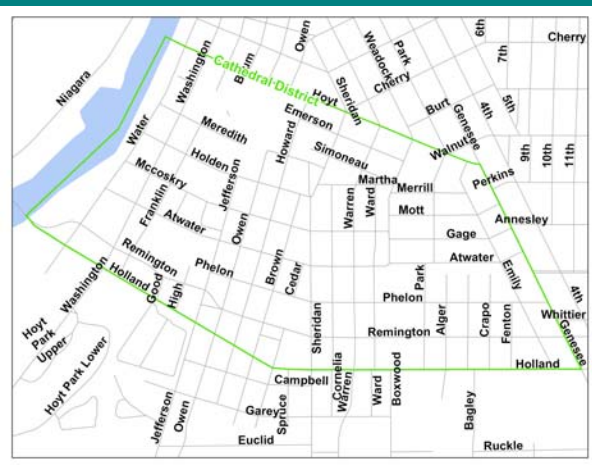 6th
Cherry
7th
Owen
Park
Weadock
Washington
Cathedral District
Niagara
Cherry
Sheridan
Hoyt
5th
4th
Burt
Genesee
Emerson
Water
Meredith
Howard
Simoneau
Walnut
9th
10th
11th
Holden
Mccoskry
Jefferson
Martha
Merrill
Perkins
Warren
Ward
Franklin
Mott
Annesley
Atwater
Owen
Gage
Remington
Atwater
Holland
Phelon
Brown
Cedar
Park
Emily
Washington
Good
High
4th
Phelon
Whittier
Hoyt
Park
Upper
Sheridan
Remington
Alger
Crapo
Fenton
Genesee
Holland
Hoyt Park Lower
Campbell
Cornelia
Warren
Ward
Boxwood
Jefferson
Owen
Garey
Spruce
Bagley
Euclid
Ruckle